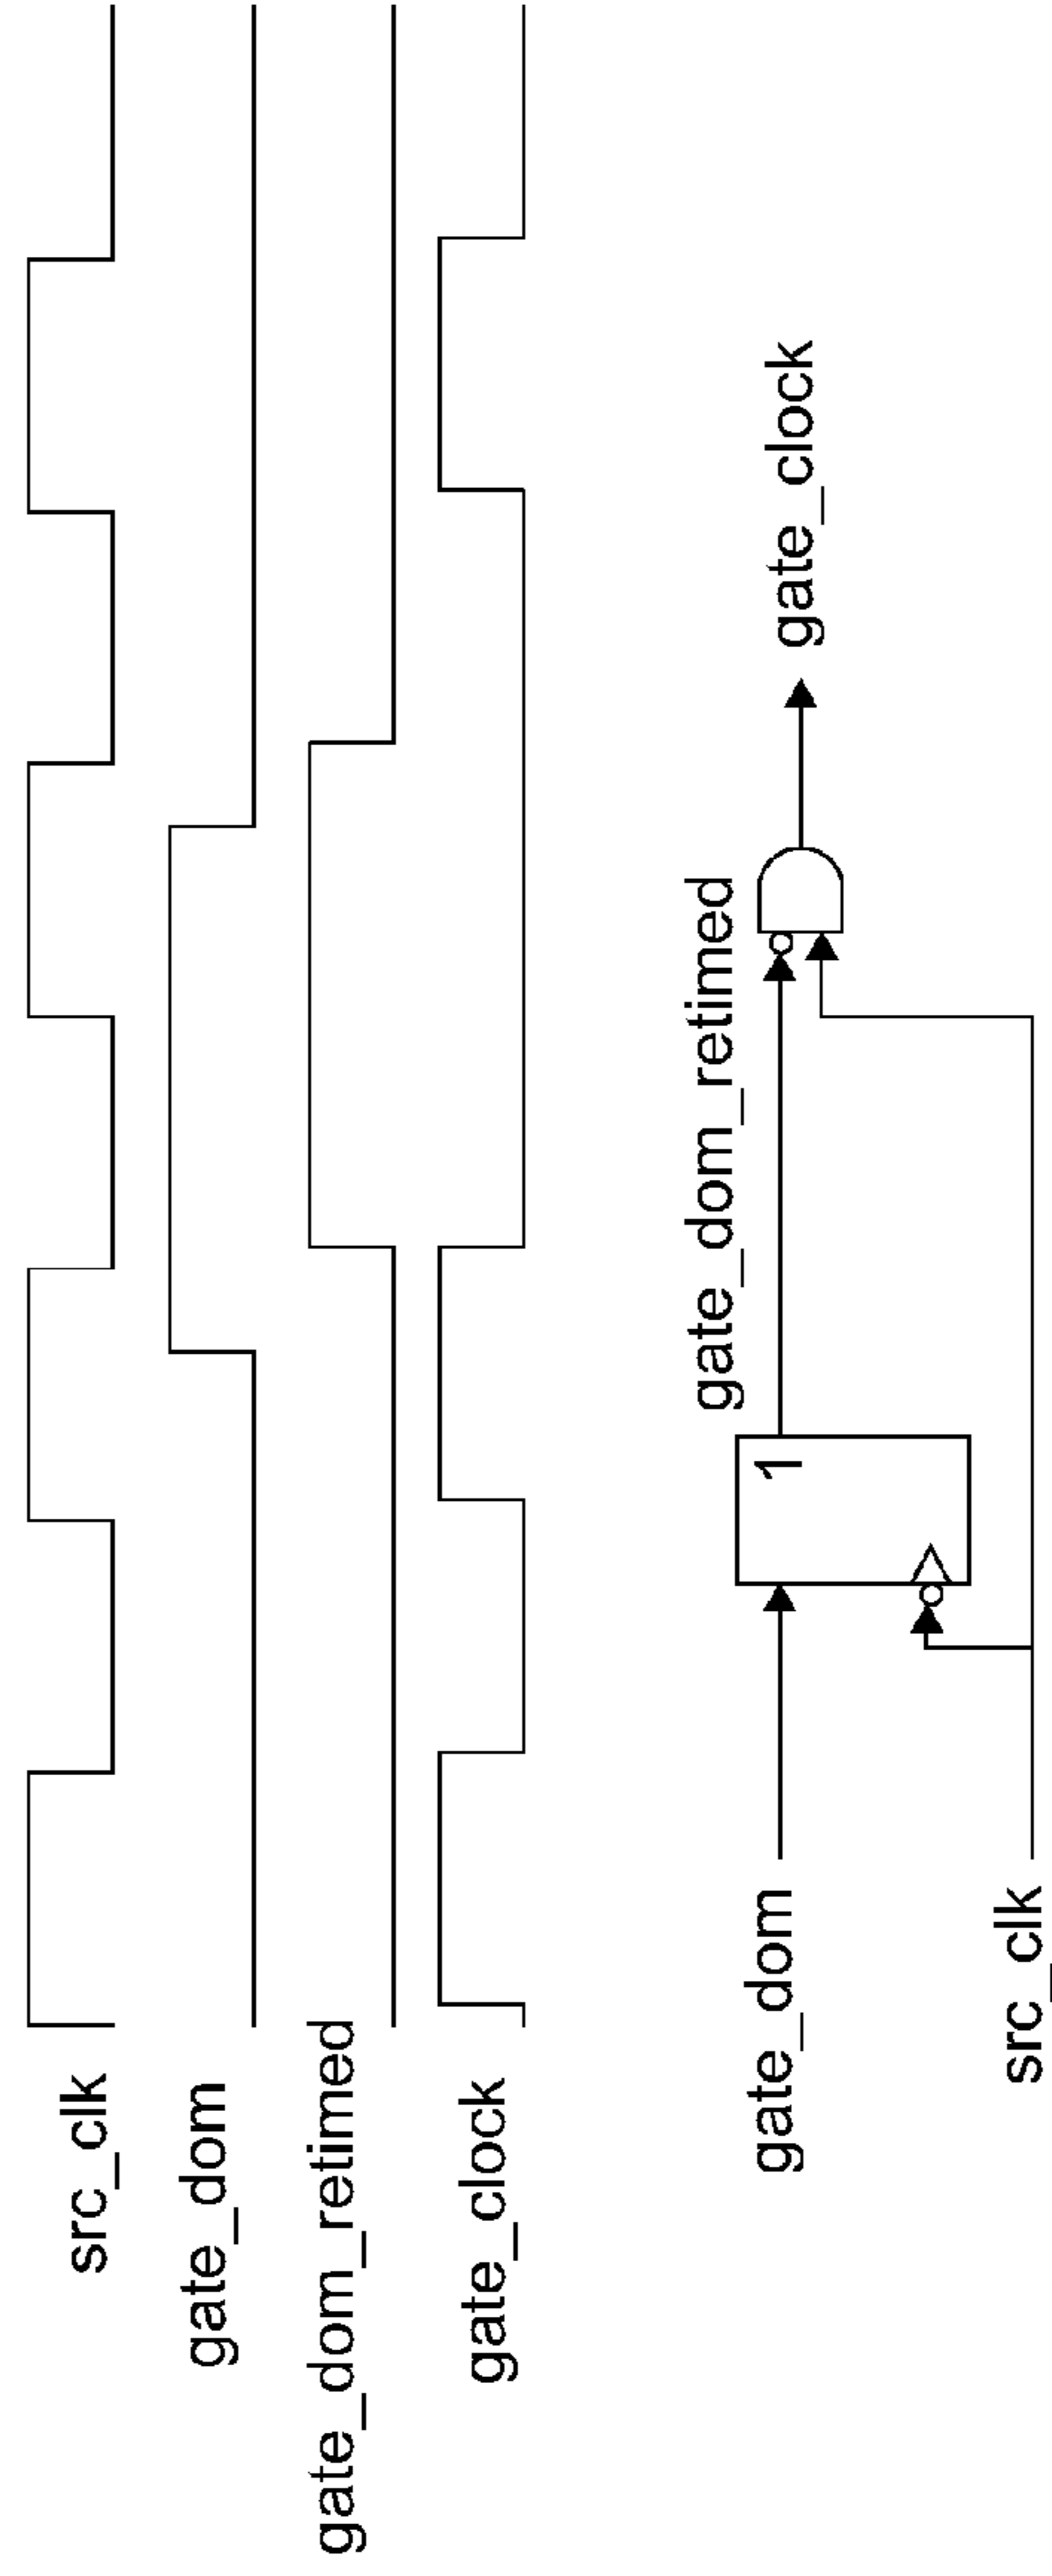 src_clk
gate_dom
gate_dom_retimed
gate_clock
gate_dom_retimed
gate_dom
1
gate_clock
src_clk